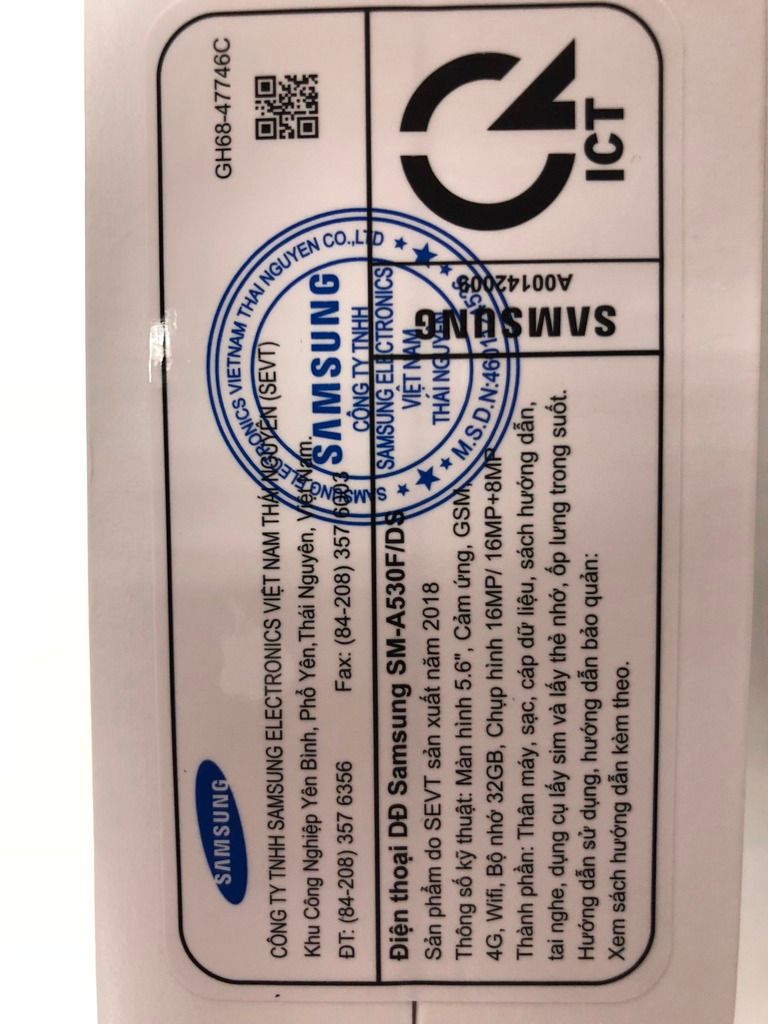 SAMSUNG
GH68-47746C
CÔNG TY TNHH SAMSUNG ELECTRONICS VIỆT NAM THÁI NGUYÊN (SEVT)
Khu Công Nghiệp Yên Bình, Phổ Yên,Thái Nguyên, Việt Nam.
ĐT: (84-208) 357 6356 Fax: (84-208) 357 6003
SAMSUNG ELECTRONICS VIETNAM THAI NGUYEN CO.,LTD
SAMSUNG
CÔNG TY TNHH
SAMSUNG ELECTRONICS
VIỆT NAM
THÁI NGUYÊN
M.S.D.N:4601
Điện thoại DĐ Samsung SM-A530F/DS
Sản phẩm do SEVT sản xuất năm 2018
Thông số kỹ thuật: Màn hình 5.6", Cảm ứng, GSM,
4G, Wifi, Bộ nhớ 32GB, Chụp hình 16MP/ 16MP+8MP
Thành phần: Thân máy, sạc, cáp dữ liệu, sách hướng dẫn,
tai nghe, dụng cụ lấy sim và lấy thẻ nhớ, ốp lưng trong suốt.
Hướng dẫn sử dụng, hướng dẫn bảo quản:
Xem sách hướng dẫn kèm theo.
SAMSUNG
A00142009
ICT